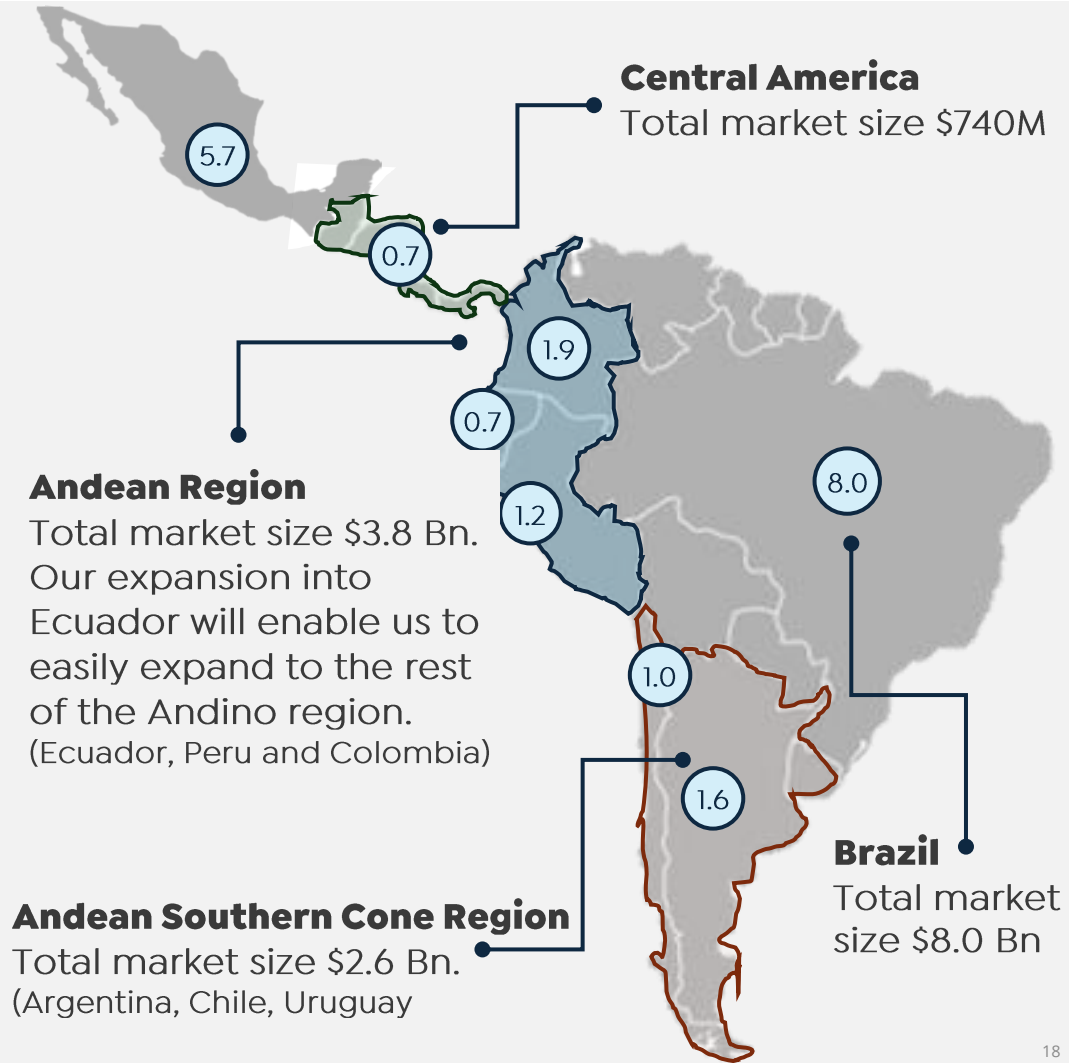 Central America
Total market size $740M
5.7
0.7
1.9
0.7
8.0
1.2
Andean Region
Total market size $3.8 Bn.
Our expansion into
Ecuador will enable us to
easily expand to the rest
of the Andino region.
(Ecuador, Peru and Colombia)
1.0
1.6
Brazil
Total market
size $8.0 Bn
Andean Southern Cone Region
Total market size $2.6 Bn.
(Argentina, Chile, Uruguay
18